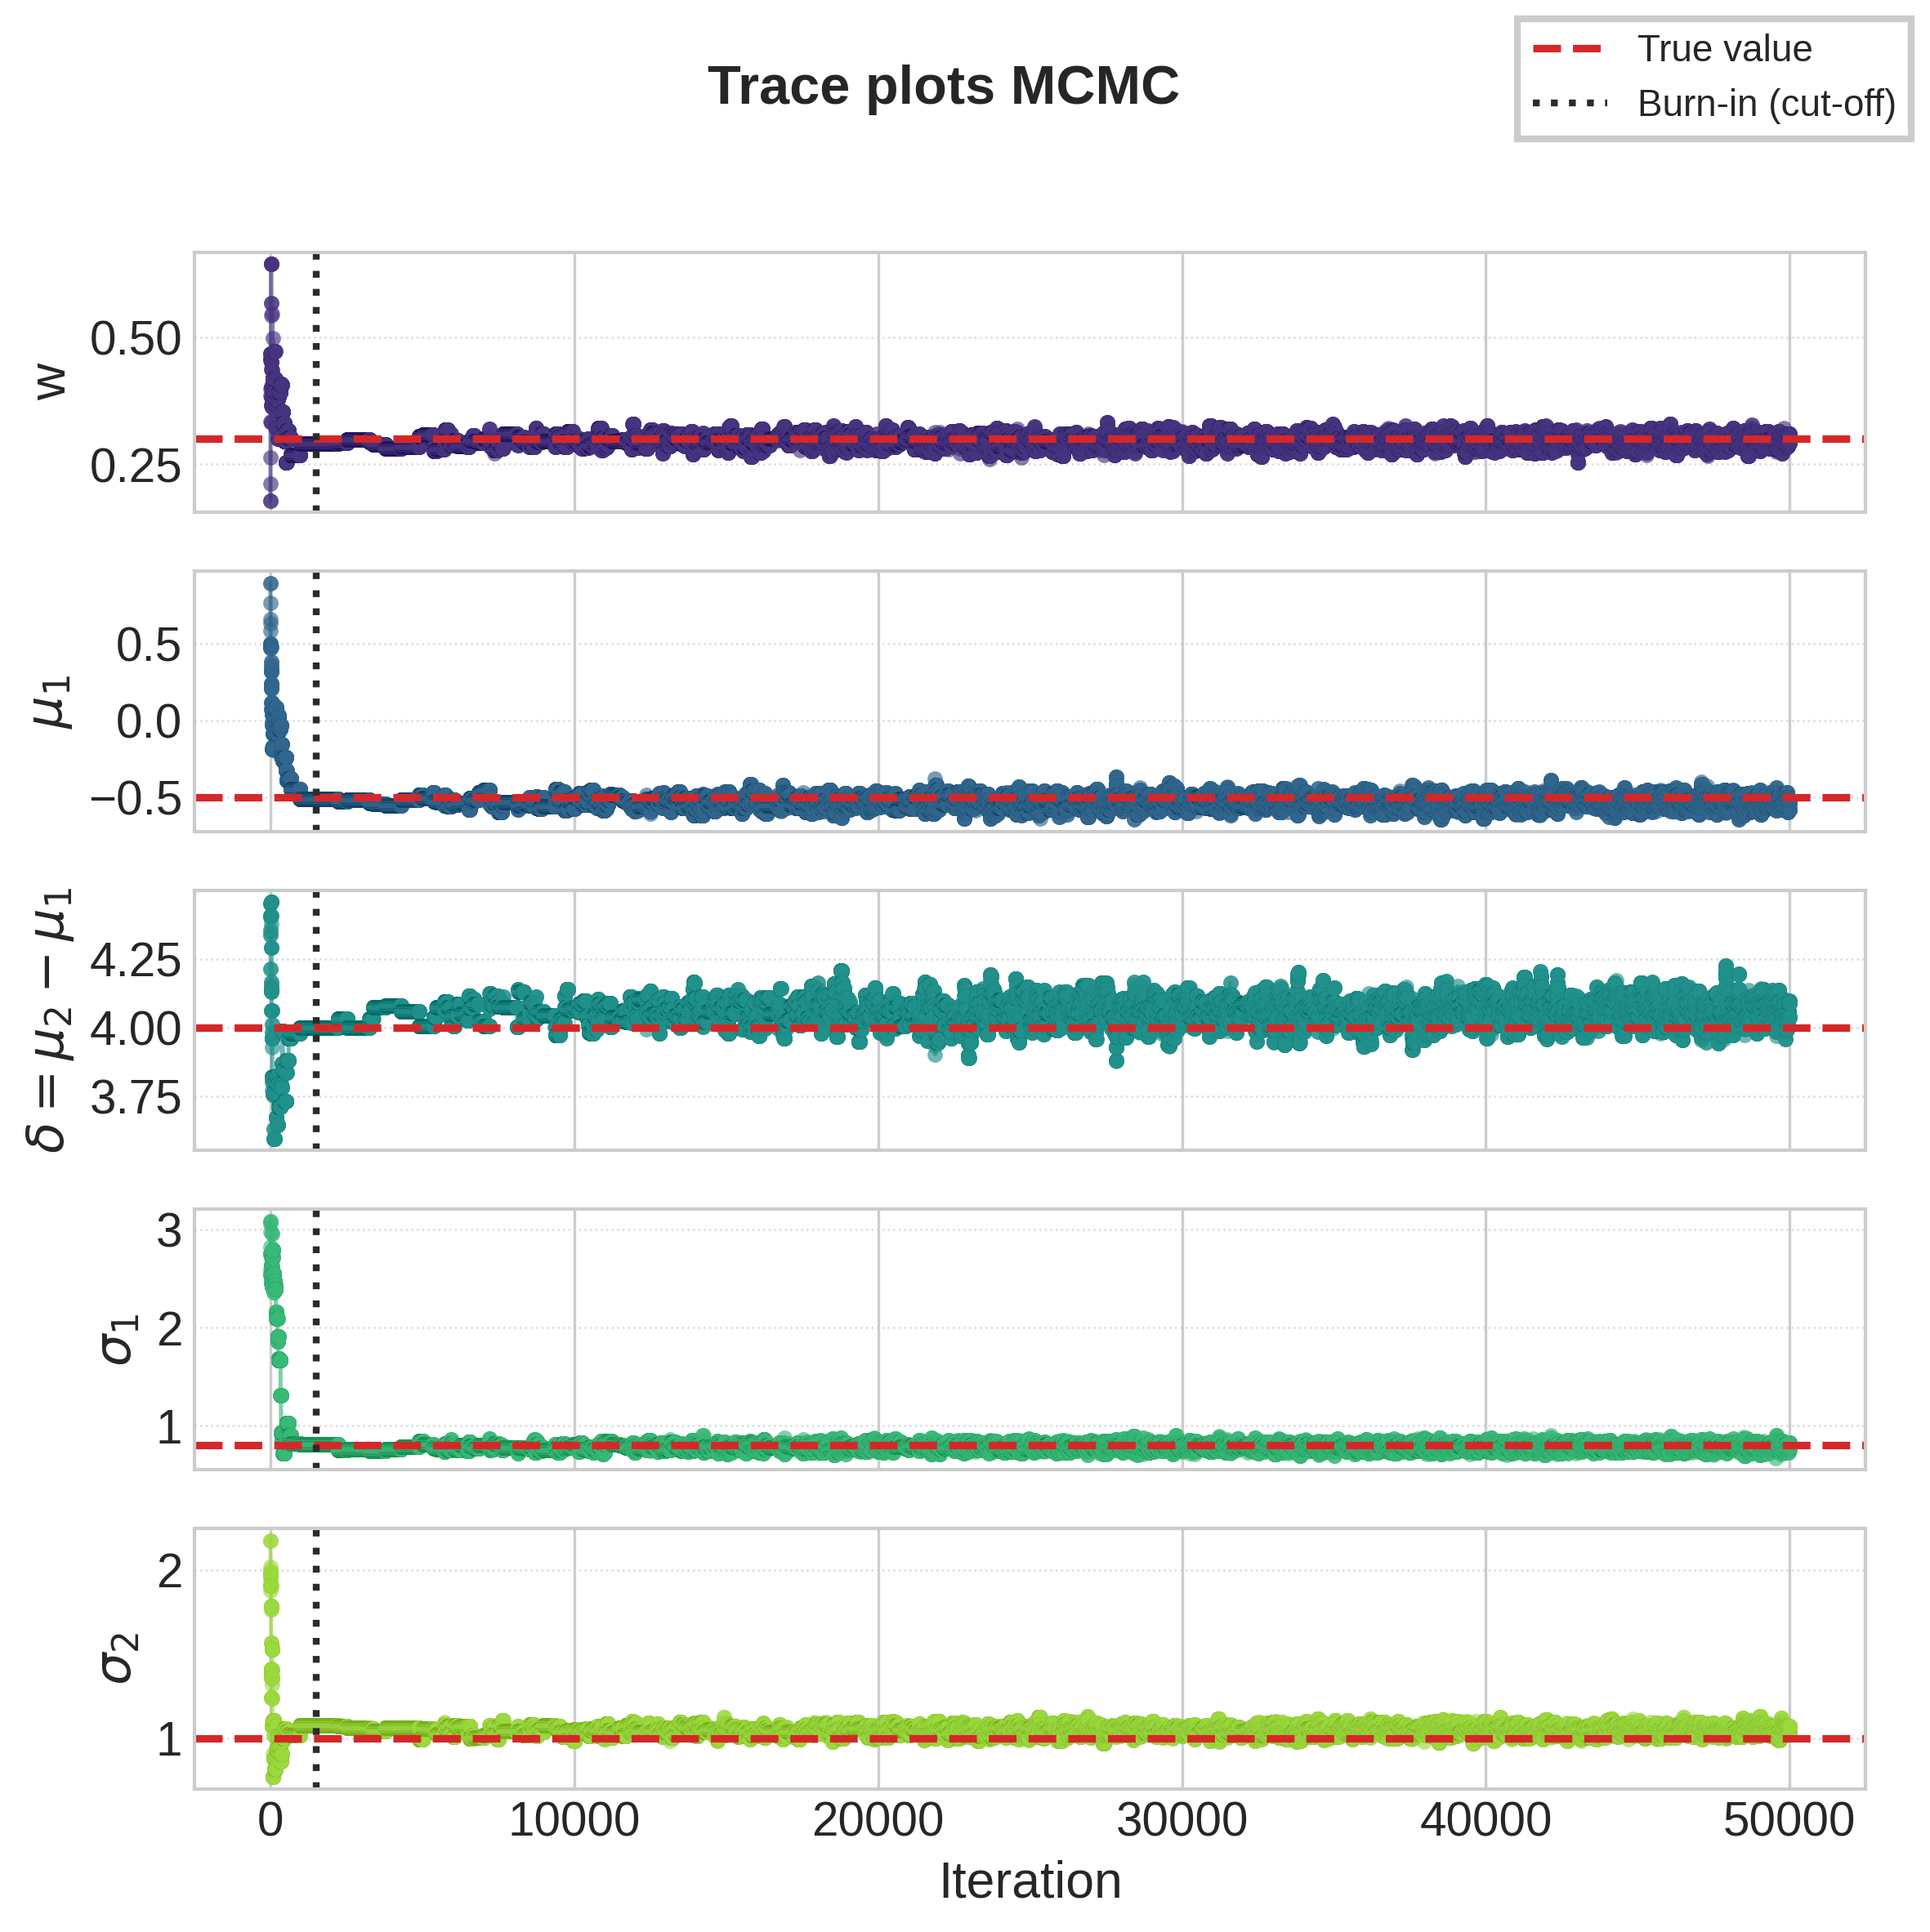 True value
Burn-in (cut-off)
Trace plots MCMC
w
0.50
0.25
μ₁
0.5
0.0
−0.5
δ = μ₂ − μ₁
4.25
4.00
3.75
σ₁
3
2
1
σ₂
2
1
0 10000 20000 30000 40000 50000
Iteration